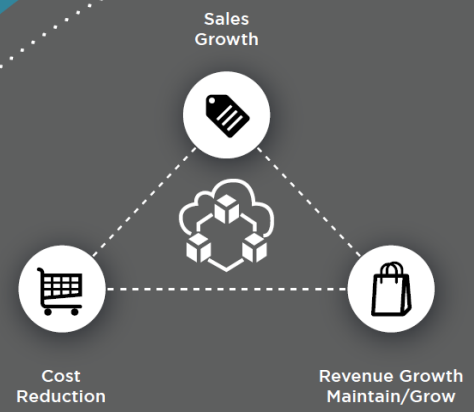 Sales
Growth
Cost
Reduction
Revenue Growth
Maintain/Grow